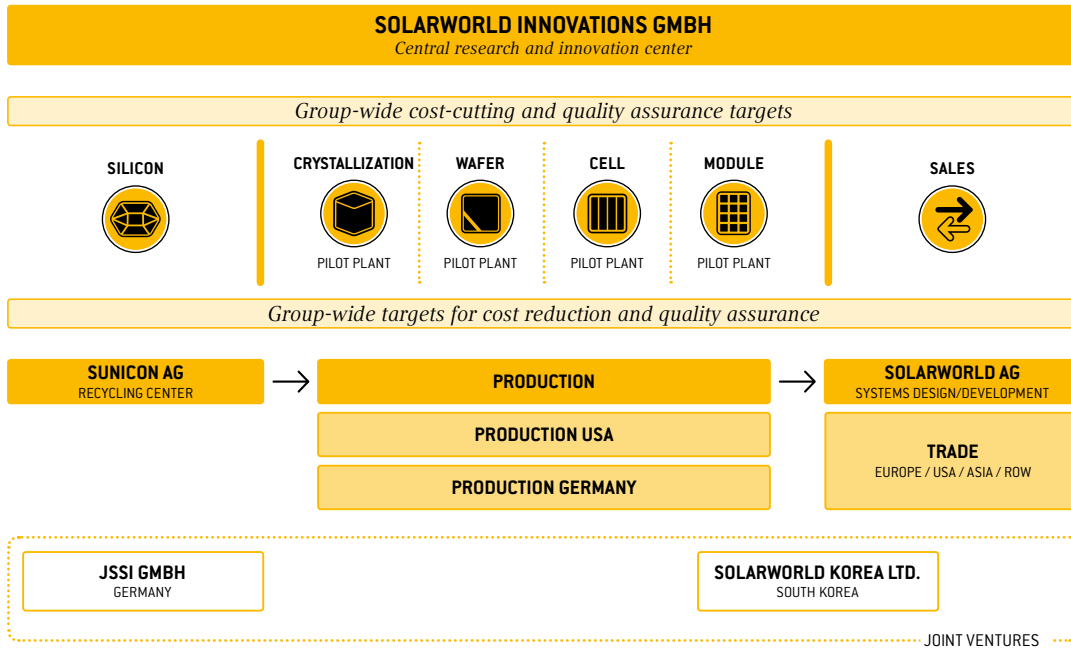 SOLARWORLD INNOVATIONS GMBH
Central research and innovation center
Group-wide cost-cutting and quality assurance targets
SILICON
CRYSTALLIZATION
WAFER
CELL
MODULE
SALES
PILOT PLANT
PILOT PLANT
PILOT PLANT
PILOT PLANT
Group-wide targets for cost reduction and quality assurance
SUNICON AG
RECYCLING CENTER
PRODUCTION
SOLARWORLD AG
SYSTEMS DESIGN/DEVELOPMENT
PRODUCTION USA
TRADE
EUROPE / USA / ASIA / ROW
PRODUCTION GERMANY
JSSI GMBH
GERMANY
SOLARWORLD KOREA LTD.
SOUTH KOREA
JOINT VENTURES